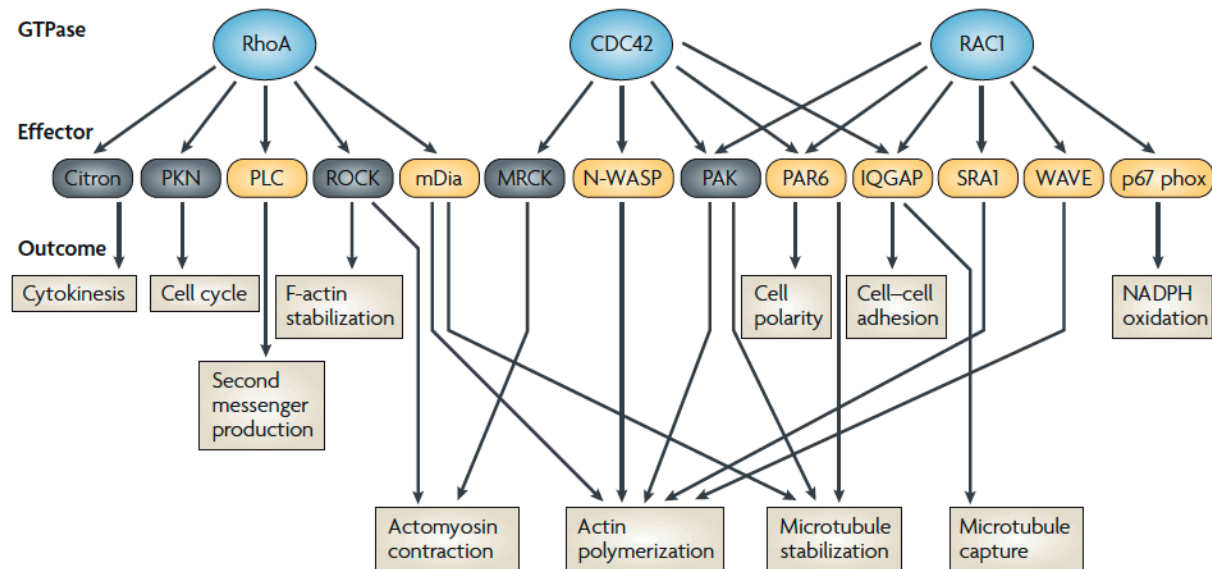 GTPase
RhoA
CDC42
RAC1
Effector
Citron
PKN
PLC
ROCK
mDia
MRCK
N-WASP
PAK
PAR6
IQGAP
SRA1
WAVE
p67 phox
Outcome
Cytokinesis
Cell cycle
F-actin
stabilization
Cell
polarity
Cell–cell
adhesion
NADPH
oxidation
Second
messenger
production
Actomyosin
contraction
Actin
polymerization
Microtubule
stabilization
Microtubule
capture